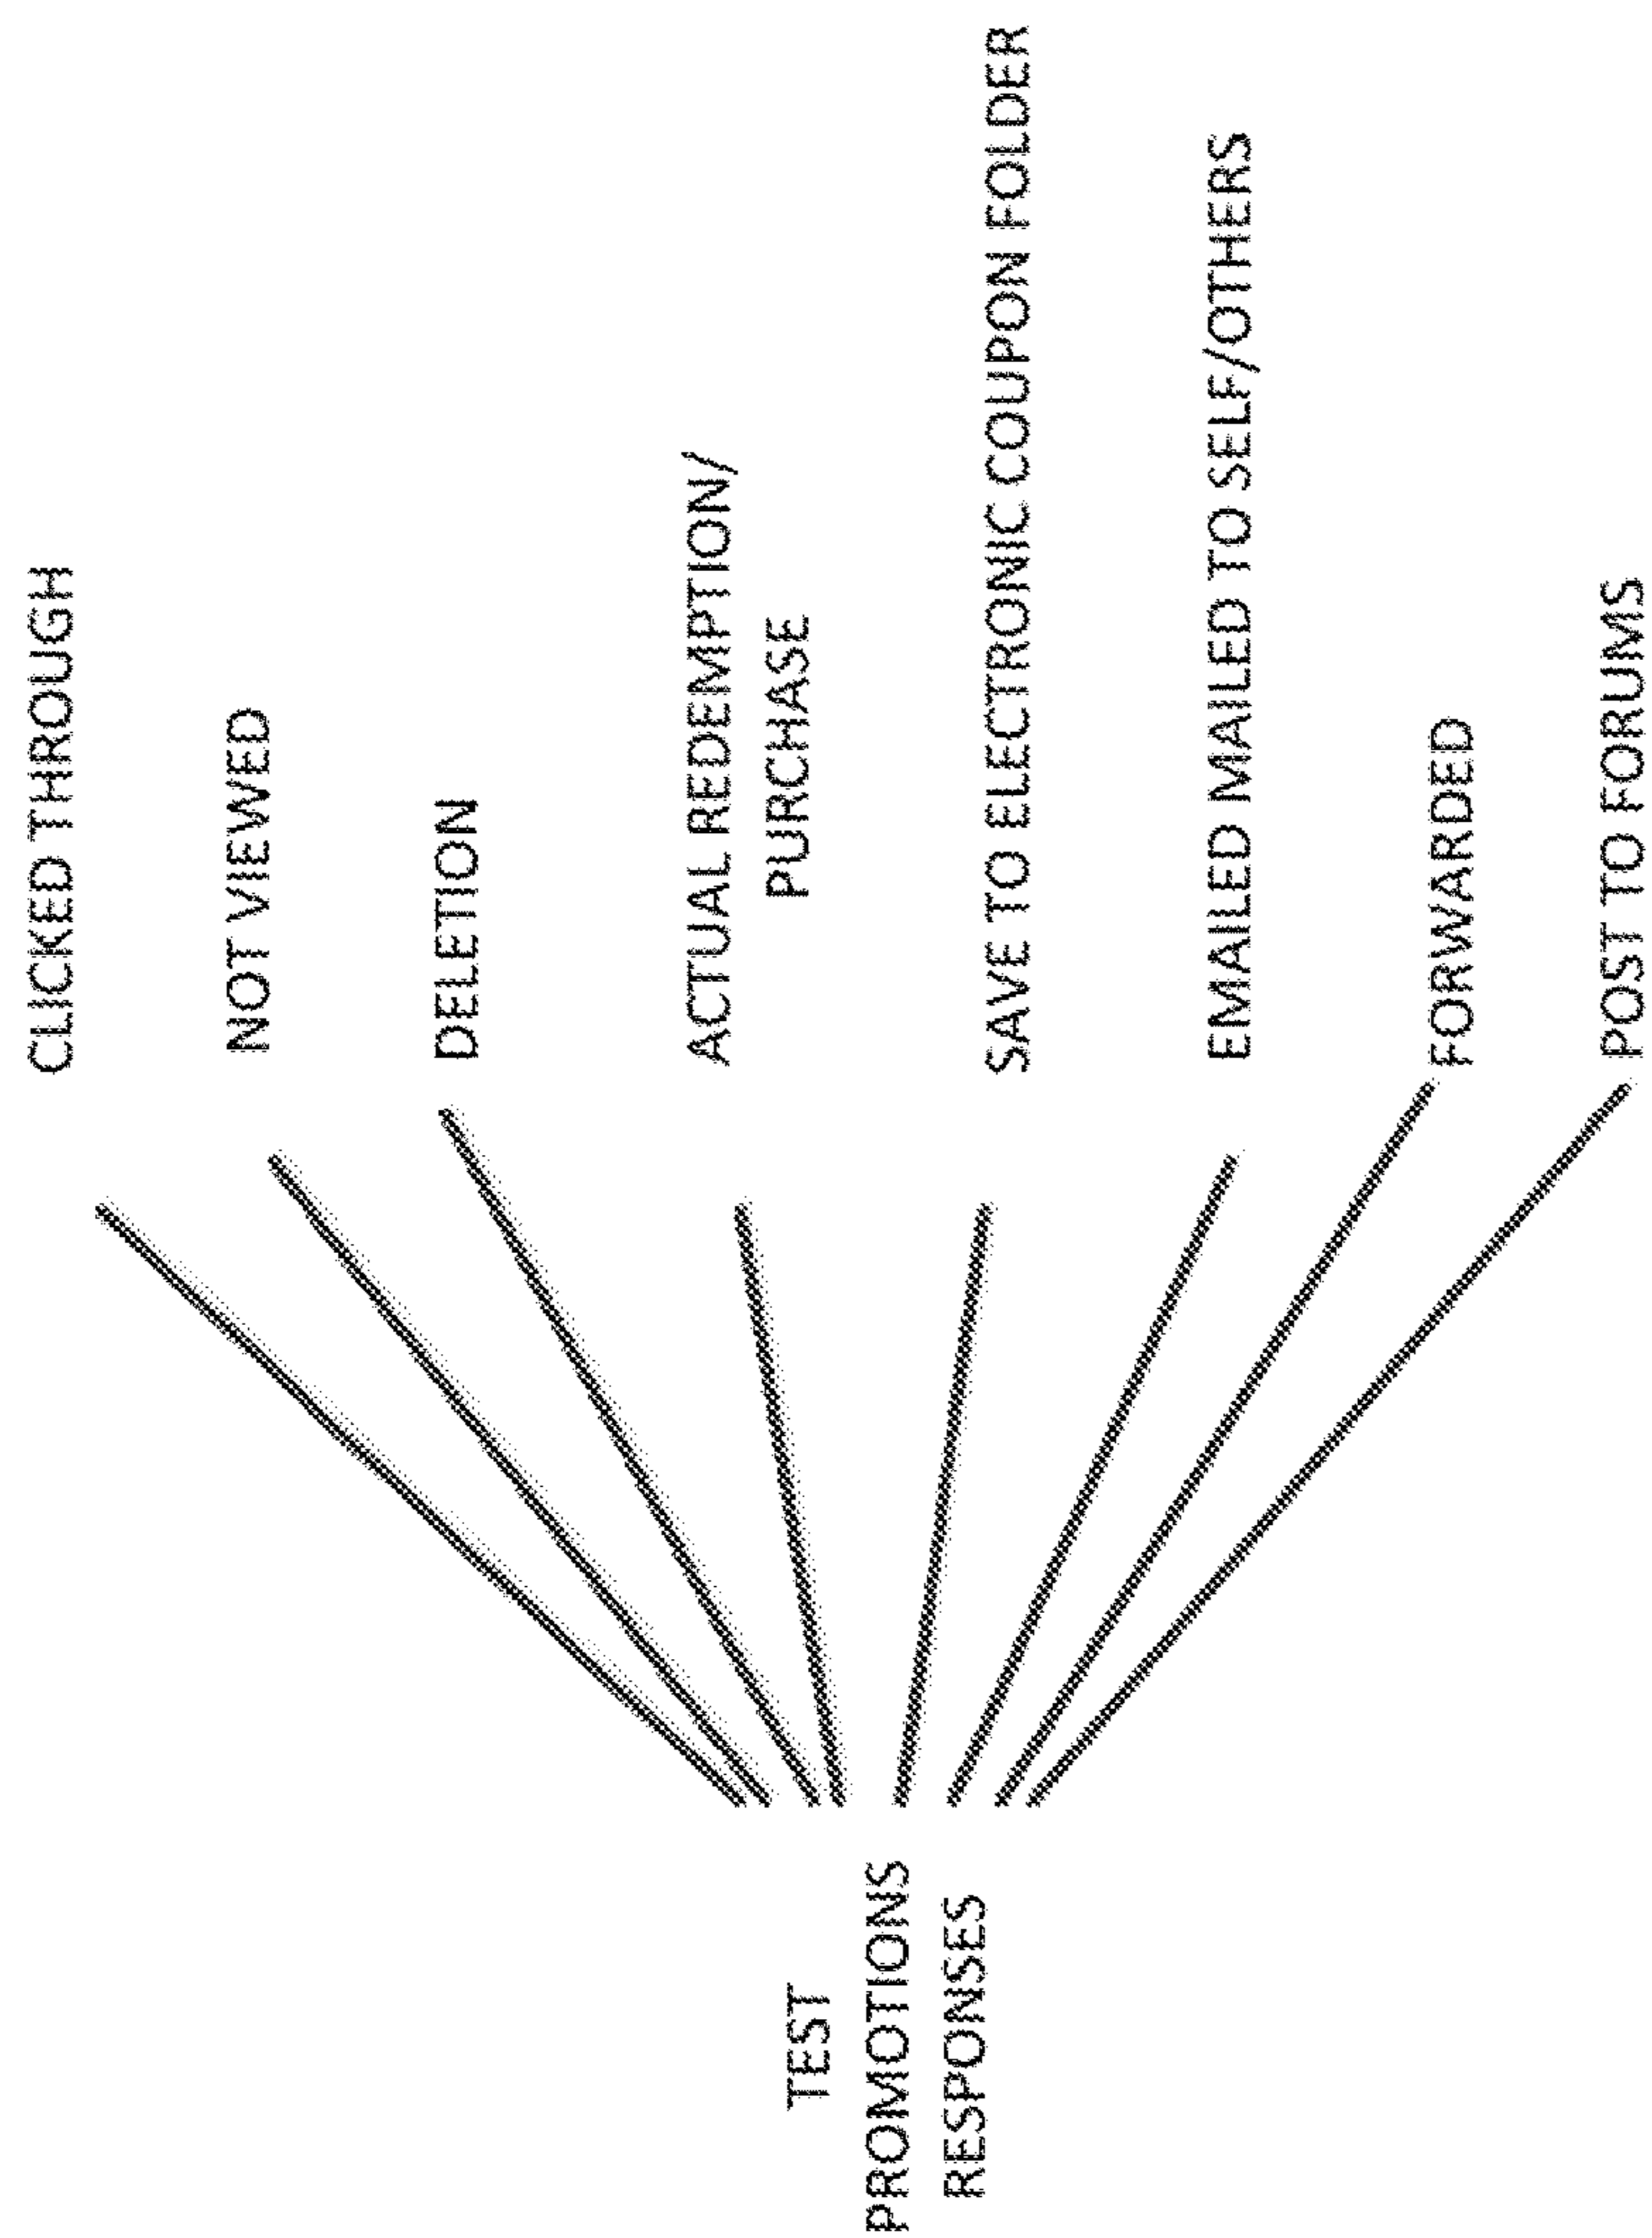 TEST
PROMOTIONS
RESPONSES
CLICKED THROUGH
NOT VIEWED
DELETION
ACTUAL REDEMPTION/
PURCHASE
SAVE TO ELECTRONIC COUPON FOLDER
EMAILED MAILED TO SELF/OTHERS
FORWARDED
POST TO FORUMS